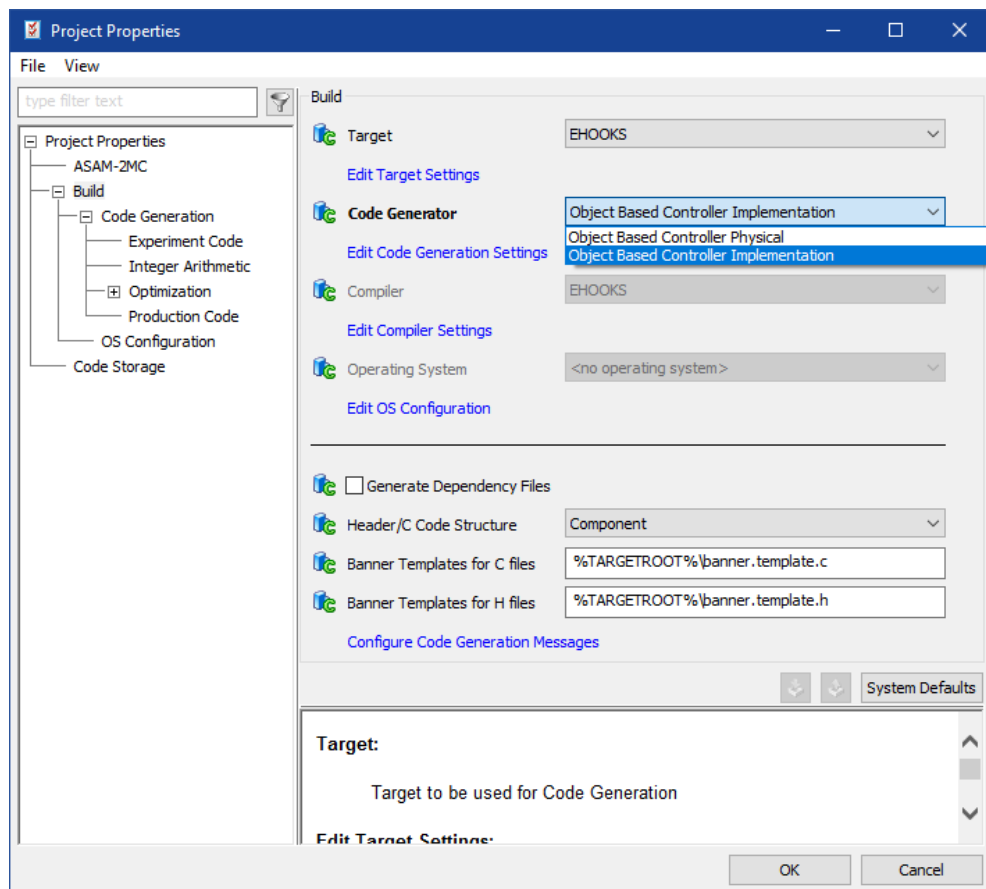 Project Properties
File View
type filter text
Project Properties
ASAM-2MC
Build
Code Generation
Experiment Code
Integer Arithmetic
Optimization
Production Code
OS Configuration
Code Storage
Build
Target EHOOKS
Edit Target Settings
Code Generator Object Based Controller Implementation
Object Based Controller Physical
Edit Code Generation Settings Object Based Controller Implementation
Compiler EHOOKS
Edit Compiler Settings
Operating System <no operating system>
Edit OS Configuration
Generate Dependency Files
Header/C Code Structure Component
Banner Templates for C files %TARGETROOT%\banner.template.c
Banner Templates for H files %TARGETROOT%\banner.template.h
Configure Code Generation Messages
System Defaults
Target:
Target to be used for Code Generation
Edit Target Settings:
OK Cancel